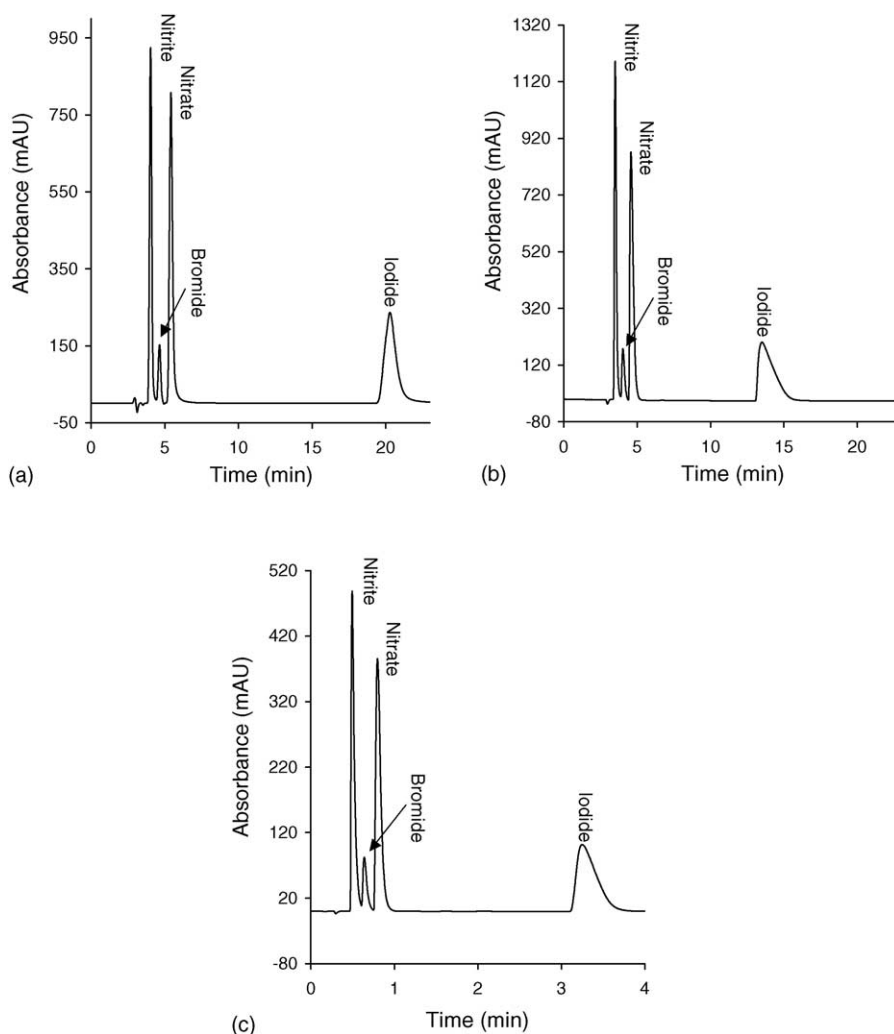 950
750
550
350
150
-50
0
5
10
15
20
Absorbance (mAU)
Time (min)
Nitrite
Nitrate
Bromide
Iodide
(a)
1320
1120
920
720
520
320
120
-80
0
5
10
15
20
Absorbance (mAU)
Time (min)
Nitrite
Nitrate
Bromide
Iodide
(b)
520
420
320
220
120
20
-80
0
1
2
3
4
Absorbance (mAU)
Time (min)
Nitrite
Nitrate
Bromide
Iodide
(c)